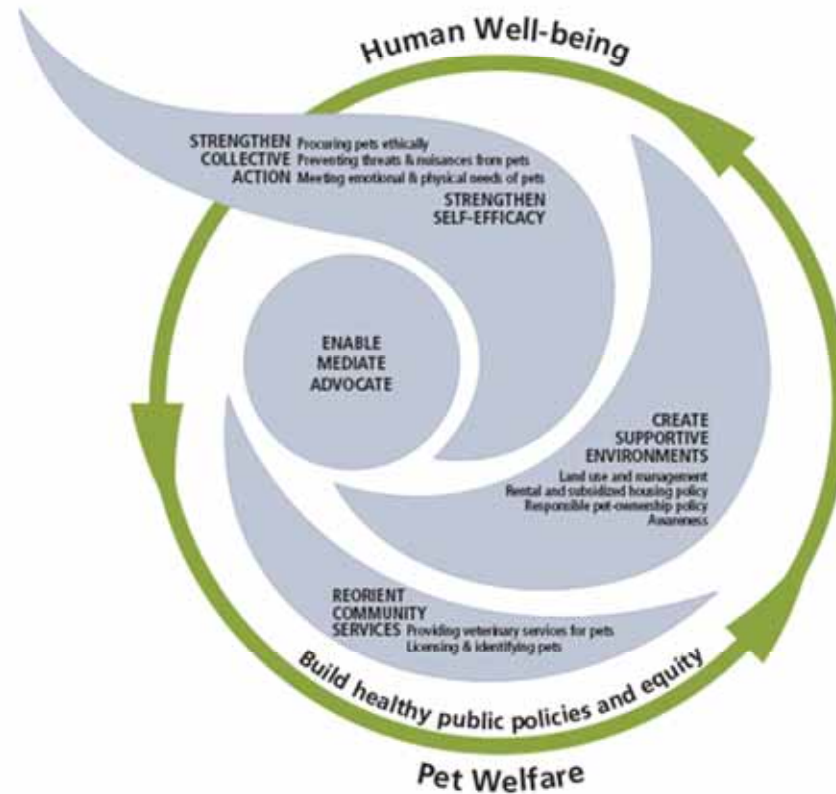 Human Well-being
STRENGTHEN Procuring pets ethically
COLLECTIVE Preventing threats & nuisances from pets
ACTION Meeting emotional & physical needs of pets
STRENGTHEN
SELF-EFFICACY
ENABLE
MEDIATE
ADVOCATE
CREATE
SUPPORTIVE
ENVIRONMENTS
Land use and management
Rental and subsidized housing policy
Responsible pet-ownership policy
Awareness
REORIENT
COMMUNITY
SERVICES Providing veterinary services for pets
Licensing & identifying pets
Build healthy public policies and equity
Pet Welfare